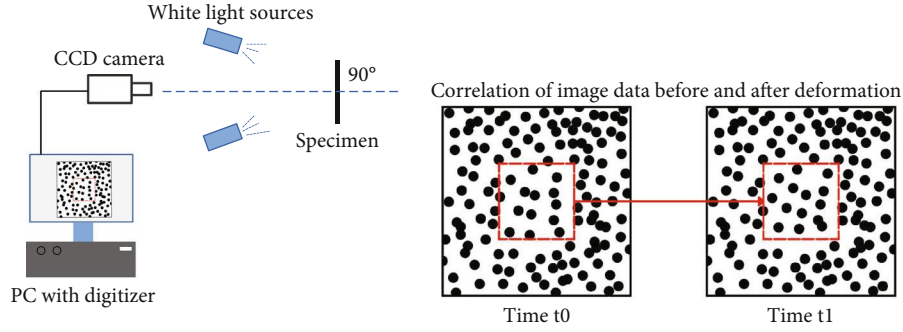 White light sources
CCD camera
90°
Specimen
PC with digitizer
Correlation of image data before and after deformation
Time t0
Time t1